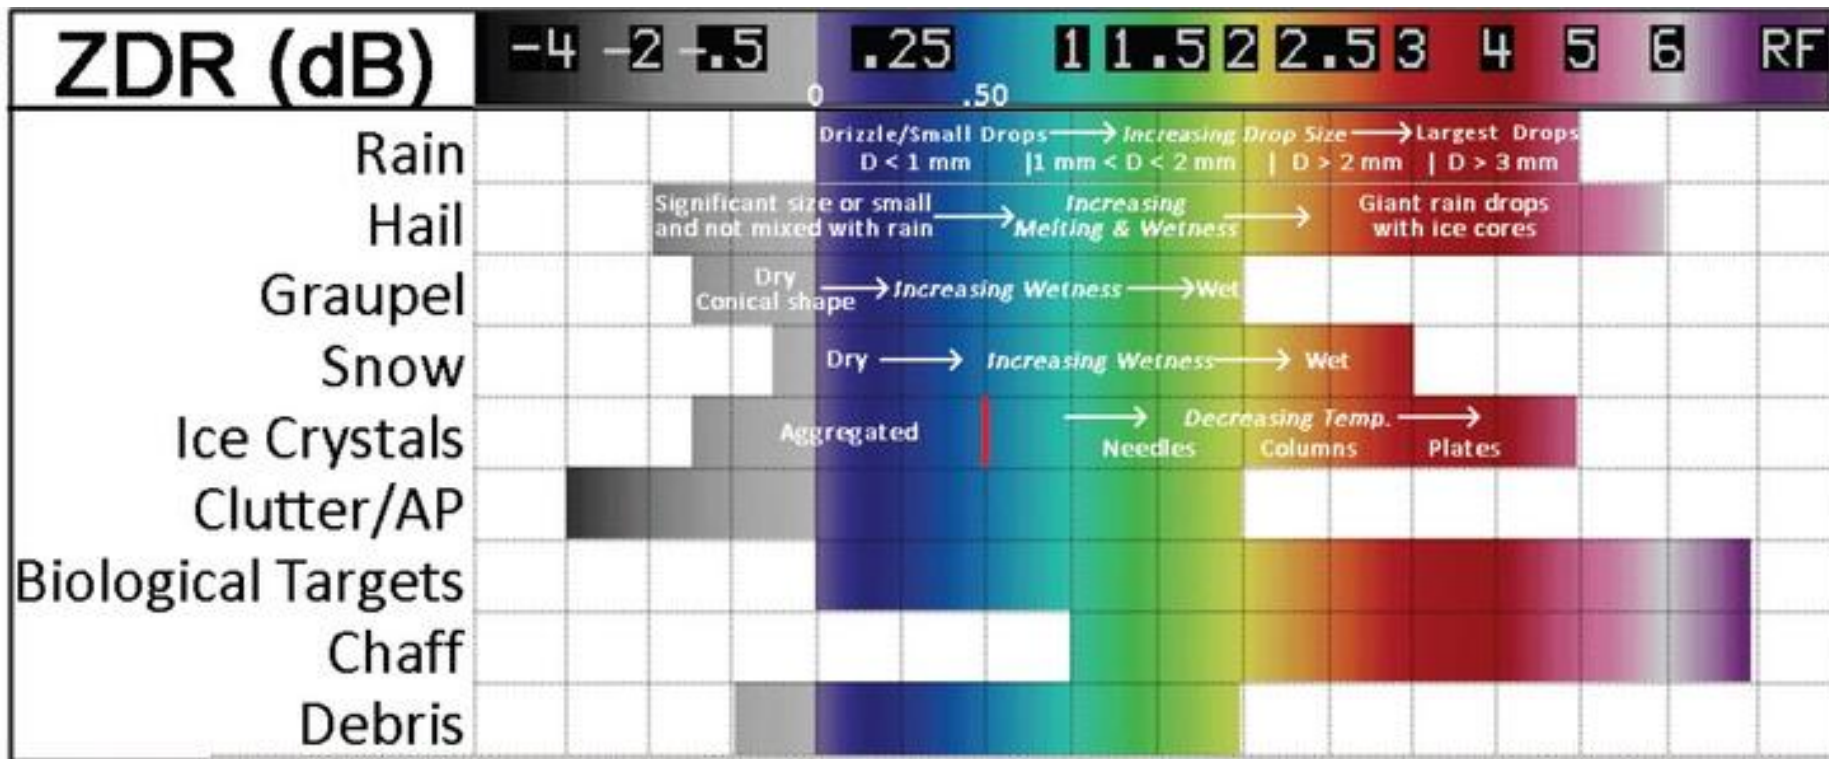 ZDR (dB) -4 -2 -.5 .25 1 1.5 2 2.5 3 4 5 6 RF
0 .50
Rain
Drizzle/Small Drops Increasing Drop Size Largest Drops
D < 1 mm |1 mm < D < 2 mm | D > 2 mm | D > 3 mm
Hail
Significant size or small
and not mixed with rain
Increasing
Melting & Wetness
Giant rain drops
with ice cores
Graupel
Dry
Conical shape
Increasing Wetness
Wet
Snow
Dry Increasing Wetness Wet
Ice Crystals
Aggregated
Decreasing Temp.
Needles Columns Plates
Clutter/AP
Biological Targets
Chaff
Debris